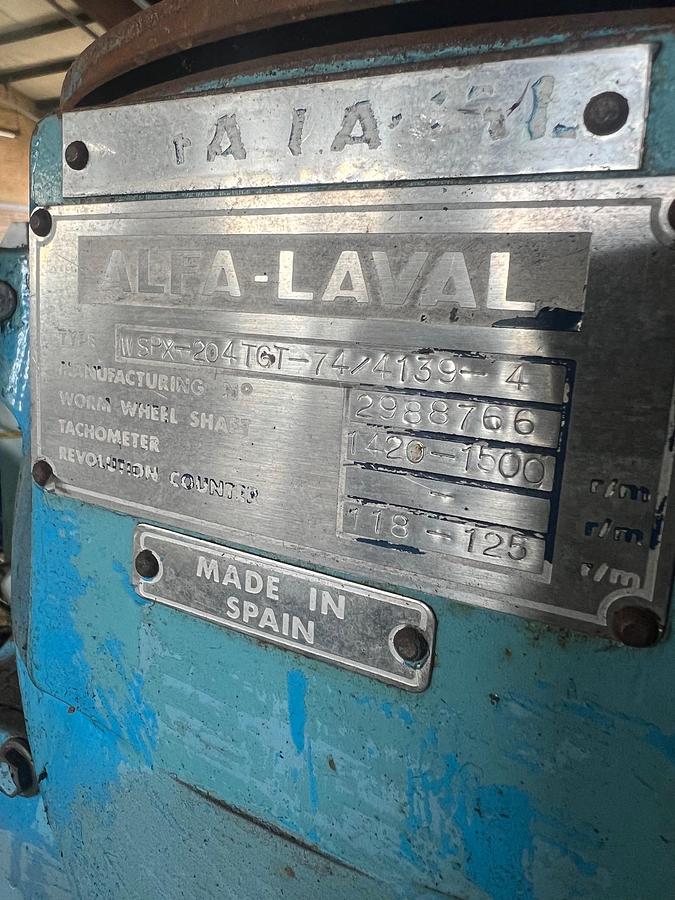 ALFA-LAVAL
TYPE WSPX-204TGT-74/4139-4
MANUFACTURING Nº 2988766
WORM WHEEL SHAFT 1420-1500 r/m
TACHOMETER - r/m
REVOLUTION COUNTER 118-125 r/m
MADE IN
SPAIN